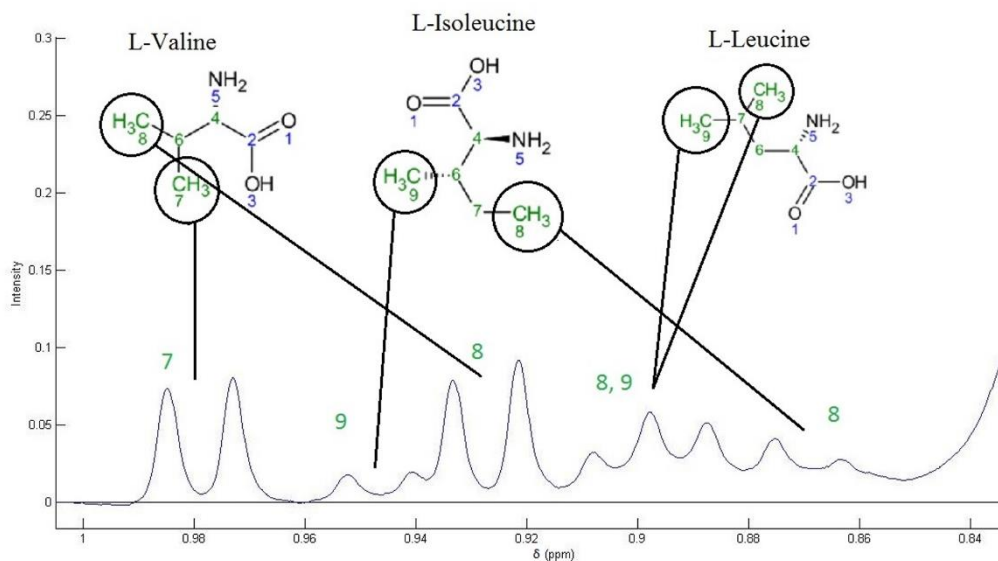 L-Valine
L-Isoleucine
L-Leucine
NH₂
5
H₃C
8
4
O
1
6
2
CH₃
7
OH
3
OH
3
O
1
2
4
NH₂
5
H₃C
9
6
7
CH₃
8
CH₃
8
H₃C
9
7
NH₂
5
6
4
2
OH
3
O
1
Intensity
0.3
0.25
0.2
0.15
0.1
0.05
0
7
9
8
8, 9
8
1
0.98
0.96
0.94
0.92
0.9
0.88
0.86
0.84
δ (ppm)